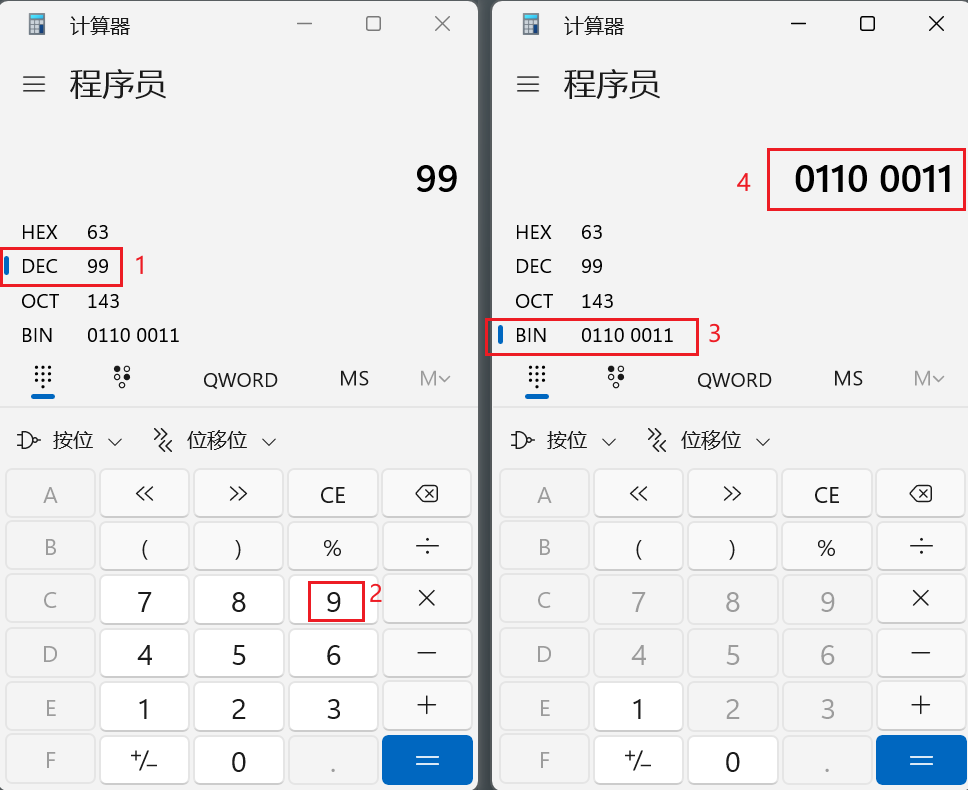 计算器
程序员
99
HEX 63
DEC 99
1
OCT 143
BIN 0110 0011
QWORD MS M
按位 位移位
A << >> CE
B ( ) % ÷
C 7 8 9 2 ×
D 4 5 6 −
E 1 2 3 +
F +/− 0 . =
计算器
程序员
4
0110 0011
HEX 63
DEC 99
OCT 143
BIN 0110 0011
3
QWORD MS M
按位 位移位
A << >> CE
B ( ) % ÷
C 7 8 9 ×
D 4 5 6 −
E 1 2 3 +
F +/− 0 . =